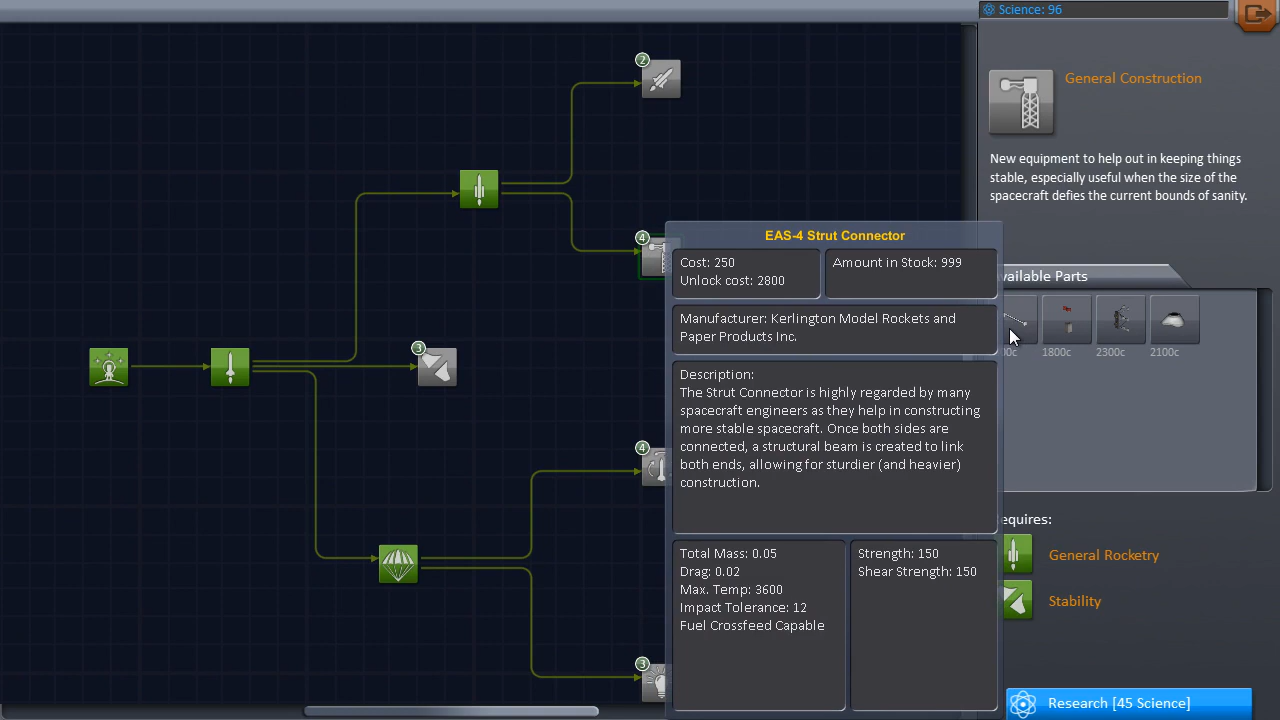 Science: 96
2
General Construction
New equipment to help out in keeping things
stable, especially useful when the size of the
spacecraft defies the current bounds of sanity.
4
EAS-4 Strut Connector
Cost: 250
Unlock cost: 2800
Amount in Stock: 999
Manufacturer: Kerlington Model Rockets and
Paper Products Inc.
Description:
The Strut Connector is highly regarded by many
spacecraft engineers as they help in constructing
more stable spacecraft. Once both sides are
connected, a structural beam is created to link
both ends, allowing for sturdier (and heavier)
construction.
Total Mass: 0.05
Drag: 0.02
Max. Temp: 3600
Impact Tolerance: 12
Fuel Crossfeed Capable
Strength: 150
Shear Strength: 150
vailable Parts
00c
1800c
2300c
2100c
3
4
3
equires:
General Rocketry
Stability
Research [45 Science]